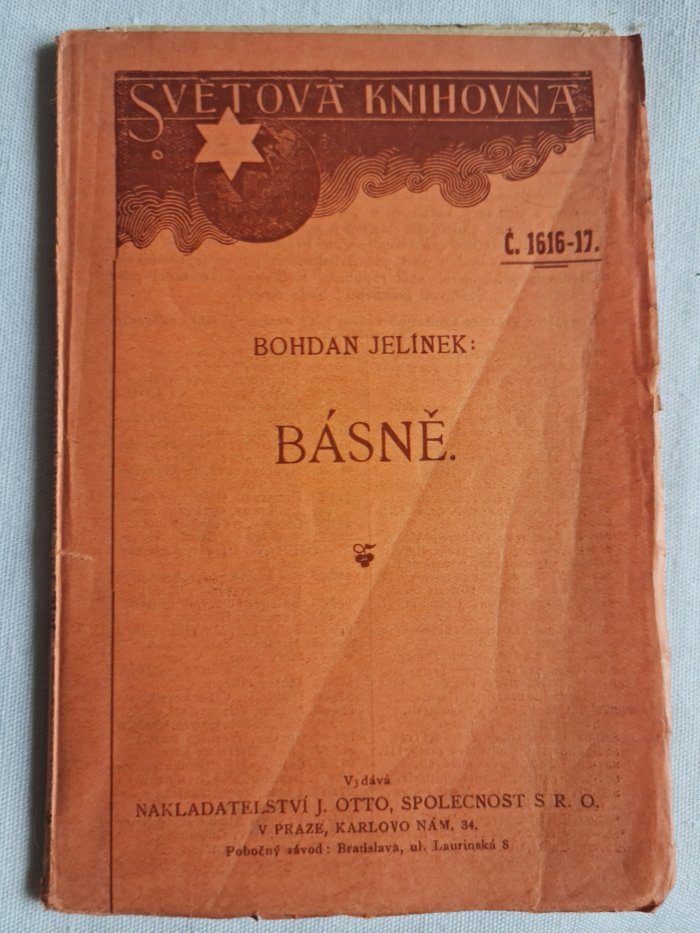 SVĚTOVÁ KNIHOVNA
Č. 1616-17.
BOHDAN JELÍNEK:
BÁSNĚ.
Vydává
NAKLADATELSTVÍ J. OTTO, SPOLEČNOST S R. O.
V PRAZE, KARLOVO NÁM. 34.
Pobočný závod: Bratislava, ul. Laurinská 8